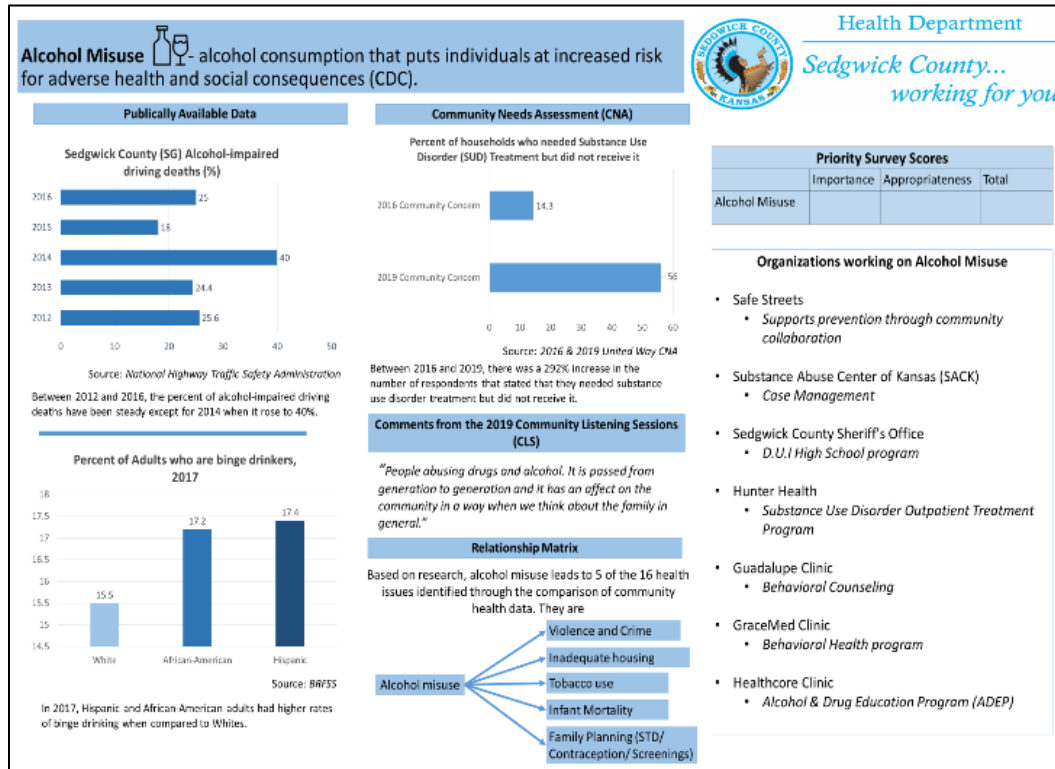 Alcohol Misuse - alcohol consumption that puts individuals at increased risk
for adverse health and social consequences (CDC).
SEDGWICK COUNTY
KANSAS
Health Department
Sedgwick County...
working for you
Publically Available Data
Sedgwick County (SG) Alcohol-impaired
driving deaths (%)
2016
25
2015
18
2014
40
2013
24.4
2012
25.6
0 10 20 30 40 50
Source: National Highway Traffic Safety Administration
Between 2012 and 2016, the percent of alcohol-impaired driving
deaths have been steady except for 2014 when it rose to 40%.
Percent of Adults who are binge drinkers,
2017
18
17.5
17
16.5
16
15.5
15
14.5
15.5
17.2
17.4
White African-American Hispanic
Source: BRFSS
In 2017, Hispanic and African-American adults had higher rates
of binge drinking when compared to Whites.
Community Needs Assessment (CNA)
Percent of households who needed Substance Use
Disorder (SUD) Treatment but did not receive it
2016 Community Concern
14.3
2019 Community Concern
56
0 10 20 30 40 50 60
Source: 2016 & 2019 United Way CNA
Between 2016 and 2019, there was a 292% increase in the
number of respondents that stated that they needed substance
use disorder treatment but did not receive it.
Comments from the 2019 Community Listening Sessions
(CLS)
"People abusing drugs and alcohol. It is passed from
generation to generation and it has an affect on the
community in a way when we think about the family in
general."
Relationship Matrix
Based on research, alcohol misuse leads to 5 of the 16 health
issues identified through the comparison of community
health data. They are
Alcohol misuse
Violence and Crime
Inadequate housing
Tobacco use
Infant Mortality
Family Planning (STD/
Contraception/ Screenings)
Priority Survey Scores
Importance Appropriateness Total
Alcohol Misuse
Organizations working on Alcohol Misuse
• Safe Streets
• Supports prevention through community
collaboration
• Substance Abuse Center of Kansas (SACK)
• Case Management
• Sedgwick County Sheriff's Office
• D.U.I High School program
• Hunter Health
• Substance Use Disorder Outpatient Treatment
Program
• Guadalupe Clinic
• Behavioral Counseling
• GraceMed Clinic
• Behavioral Health program
• Healthcore Clinic
• Alcohol & Drug Education Program (ADEP)